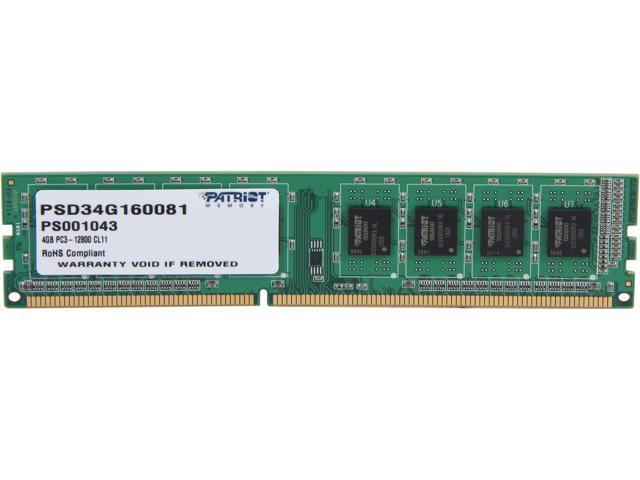 PATRIOT
MEMORY
PSD34G160081
PS001043
4GB PC3-12800 CL11
RoHS Compliant
WARRANTY VOID IF REMOVED
U4 U5 U6 U7